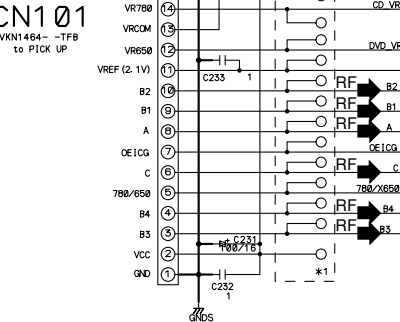 VR780 14 CD_VR
CN101
VRCOM 13
VKN1464- -TFB
to PICK UP
VR650 12 DVD_VR
VREF(2.1V) 11
C233 1
B2 10 RF B2
B1 9 RF B1
A 8 RF A
OEICG 7 OEICG
C 6 RF C
780/650 5 780/X650
B4 4 RF B4
B3 3 RF B3
C231
100/16
VCC 2
GND 1 *1
C232
1
GNDS